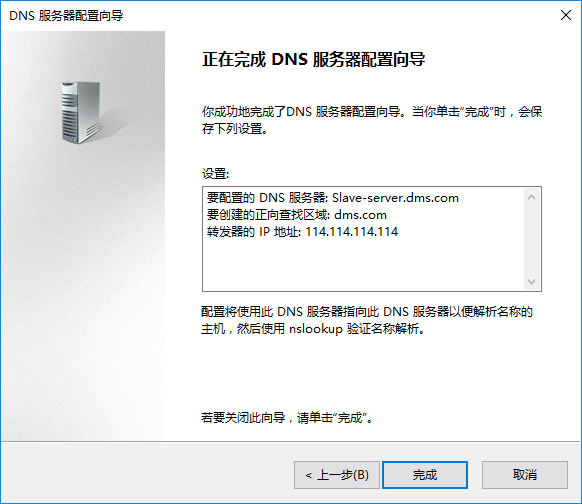 DNS 服务器配置向导
正在完成 DNS 服务器配置向导
你成功地完成了DNS 服务器配置向导。当你单击“完成”时，会保
存下列设置。
设置:
要配置的 DNS 服务器: Slave-server.dms.com
要创建的正向查找区域: dms.com
转发器的 IP 地址: 114.114.114.114
配置将使用此 DNS 服务器指向此 DNS 服务器以便解析名称的
主机，然后使用 nslookup 验证名称解析。
若要关闭此向导，请单击“完成”。
< 上一步(B)
完成
取消